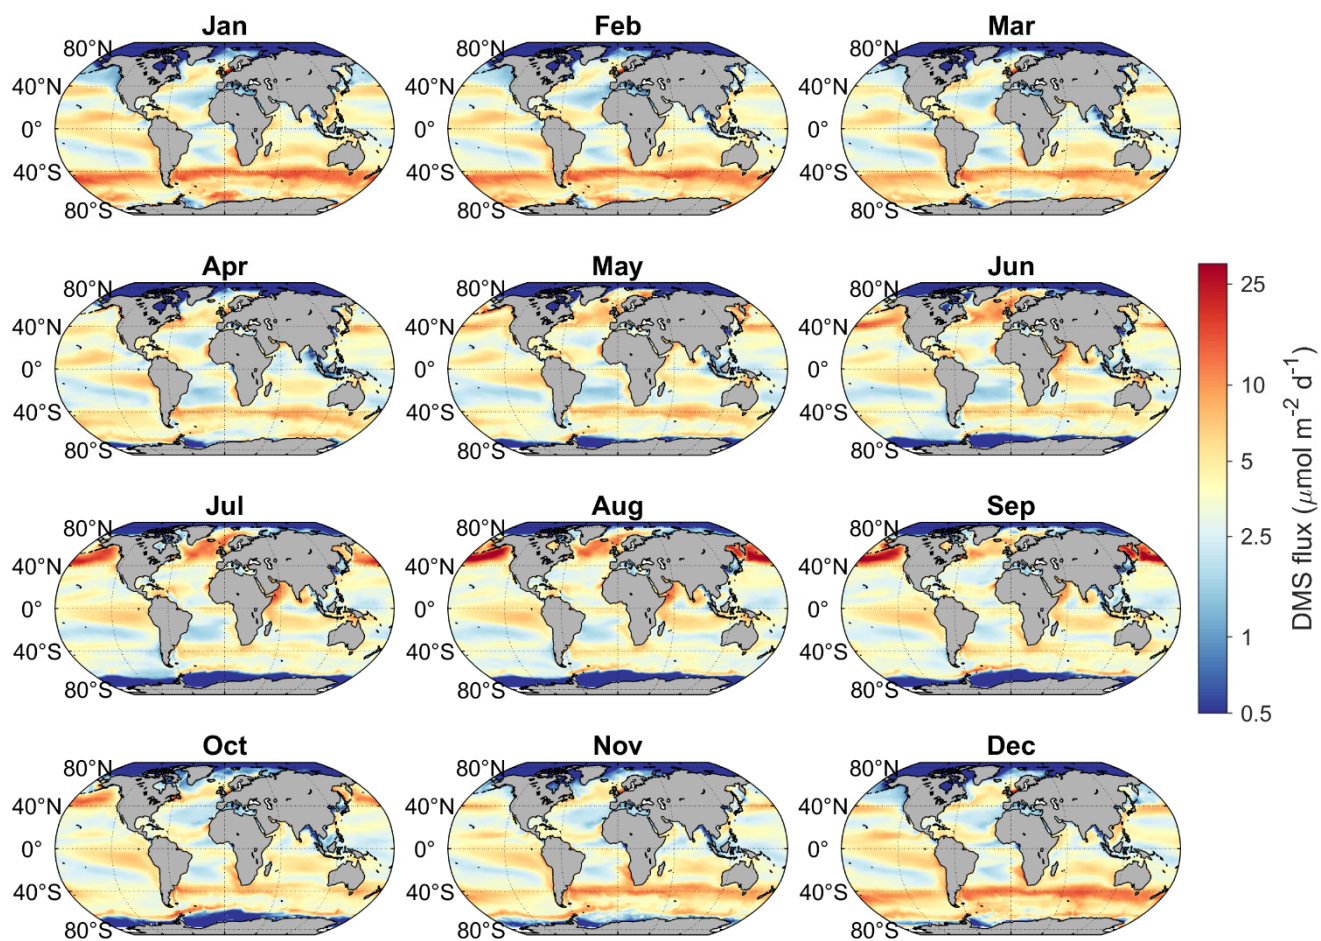 Jan Feb Mar
80°N 80°N 80°N
40°N 40°N 40°N
0° 0° 0°
40°S 40°S 40°S
80°S 80°S 80°S
Apr May Jun
80°N 80°N 80°N
40°N 40°N 40°N
0° 0° 0°
40°S 40°S 40°S
80°S 80°S 80°S
Jul Aug Sep
80°N 80°N 80°N
40°N 40°N 40°N
0° 0° 0°
40°S 40°S 40°S
80°S 80°S 80°S
Oct Nov Dec
80°N 80°N 80°N
40°N 40°N 40°N
0° 0° 0°
40°S 40°S 40°S
80°S 80°S 80°S
25
10
5
2.5
1
0.5
DMS flux (μmol m⁻² d⁻¹)